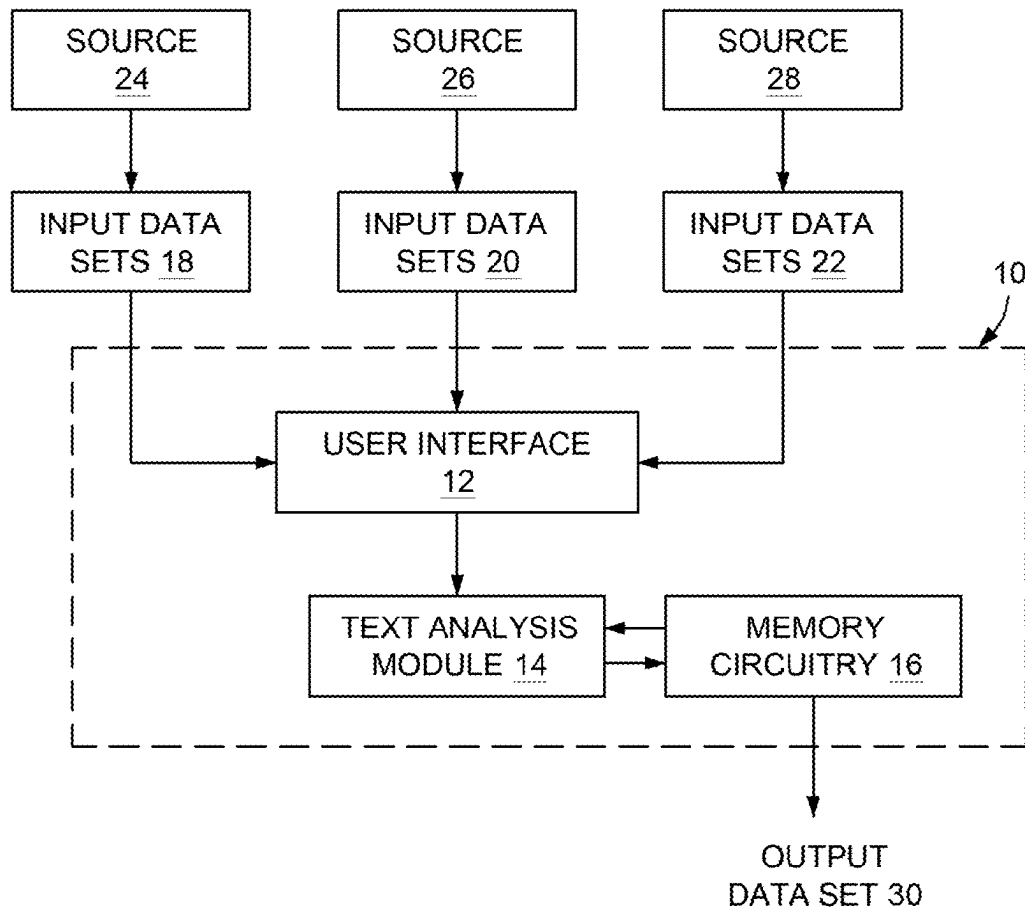 SOURCE
24
SOURCE
26
SOURCE
28
INPUT DATA
SETS 18
INPUT DATA
SETS 20
INPUT DATA
SETS 22
10
USER INTERFACE
12
TEXT ANALYSIS
MODULE 14
MEMORY
CIRCUITRY 16
OUTPUT
DATA SET 30